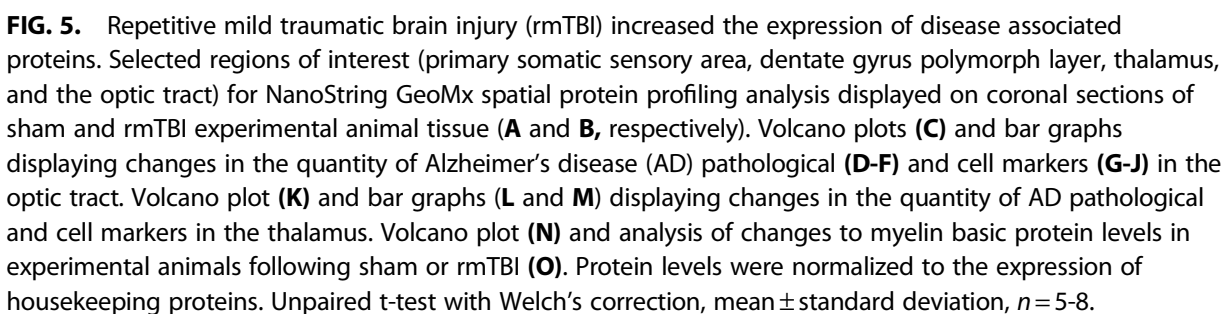 FIG. 5. Repetitive mild traumatic brain injury (rmTBI) increased the expression of disease associated
proteins. Selected regions of interest (primary somatic sensory area, dentate gyrus polymorph layer, thalamus,
and the optic tract) for NanoString GeoMx spatial protein profiling analysis displayed on coronal sections of
sham and rmTBI experimental animal tissue (A and B, respectively). Volcano plots (C) and bar graphs
displaying changes in the quantity of Alzheimer's disease (AD) pathological (D-F) and cell markers (G-J) in the
optic tract. Volcano plot (K) and bar graphs (L and M) displaying changes in the quantity of AD pathological
and cell markers in the thalamus. Volcano plot (N) and analysis of changes to myelin basic protein levels in
experimental animals following sham or rmTBI (O). Protein levels were normalized to the expression of
housekeeping proteins. Unpaired t-test with Welch's correction, mean ± standard deviation, n = 5-8.